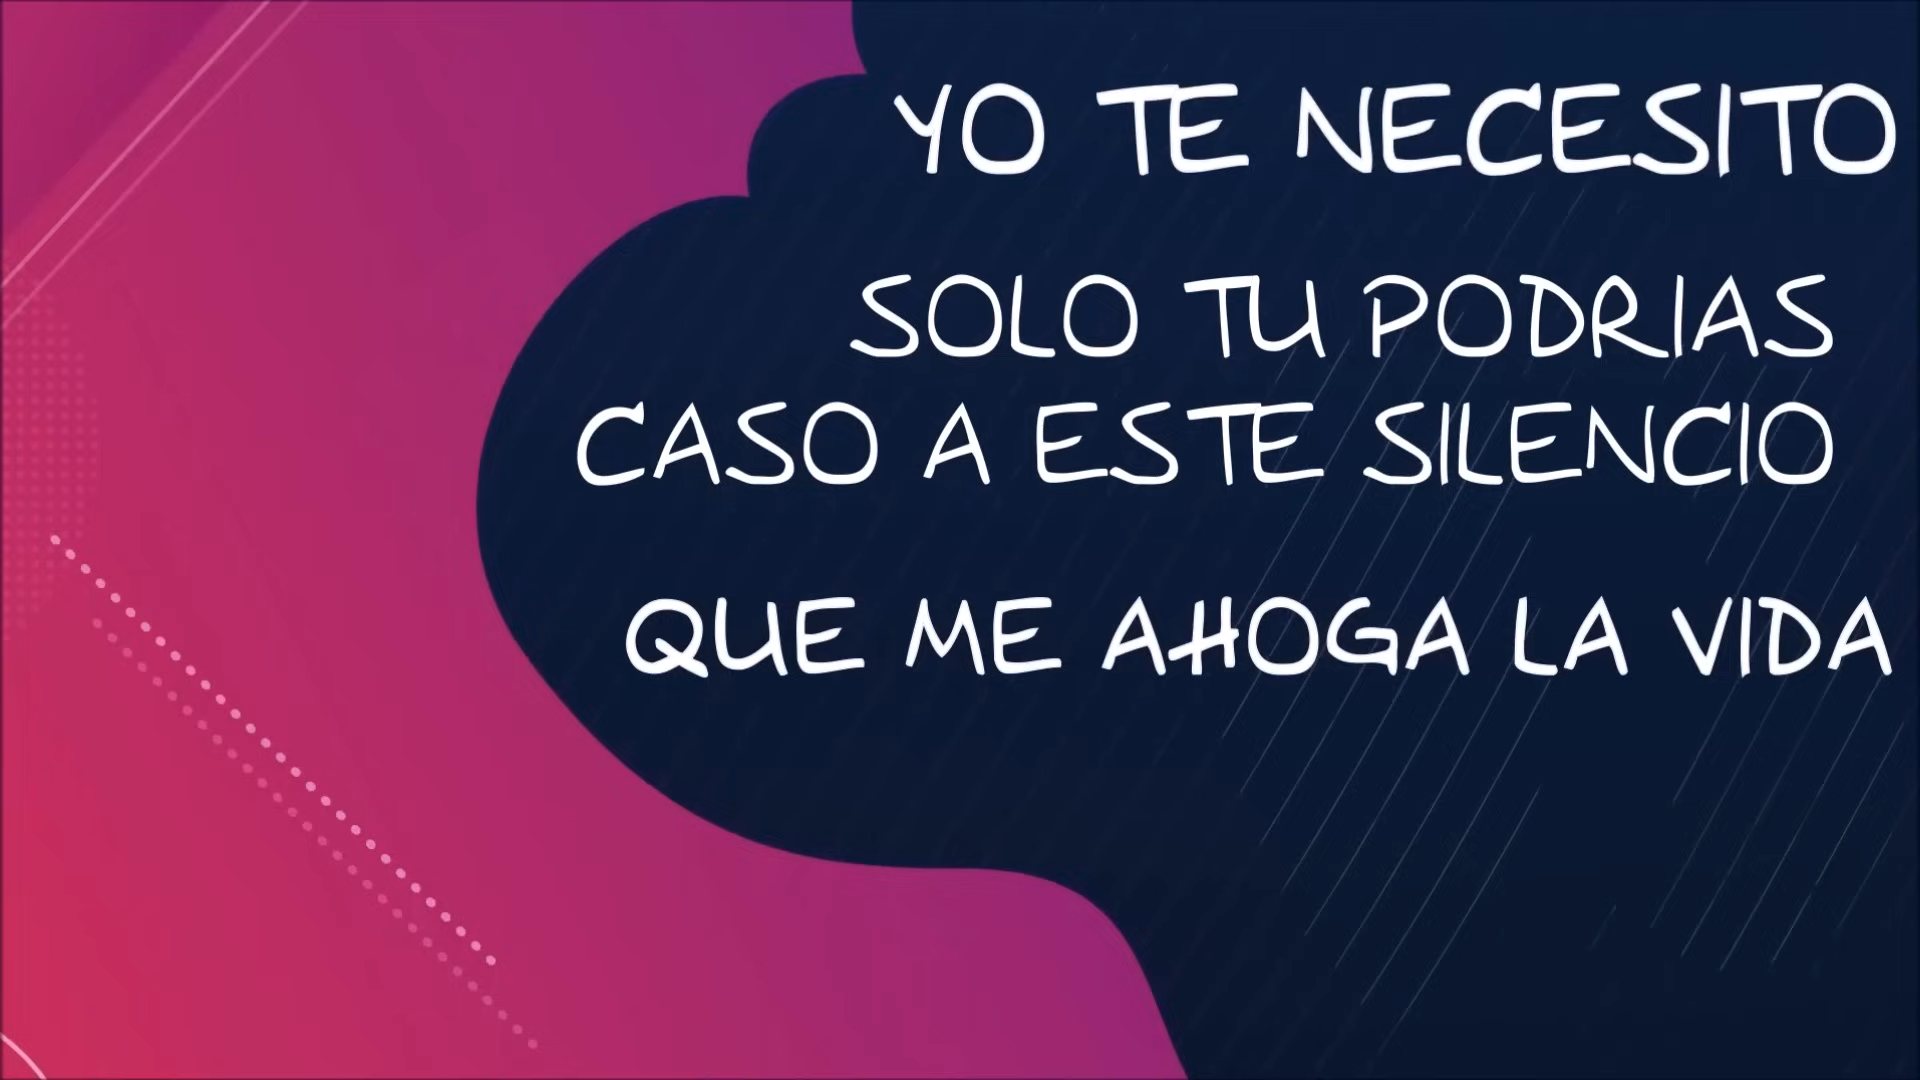 YO TE NECESITO
SOLO TU PODRIAS
CASO A ESTE SILENCIO
QUE ME AHOGA LA VIDA